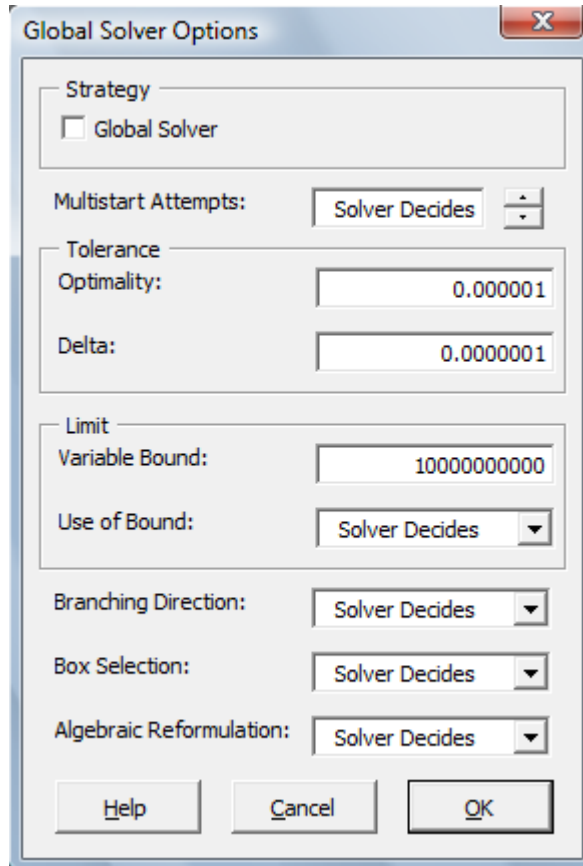 Global Solver Options
Strategy
Global Solver
Multistart Attempts: Solver Decides
Tolerance
Optimality: 0.000001
Delta: 0.0000001
Limit
Variable Bound: 10000000000
Use of Bound: Solver Decides
Branching Direction: Solver Decides
Box Selection: Solver Decides
Algebraic Reformulation: Solver Decides
Help Cancel OK